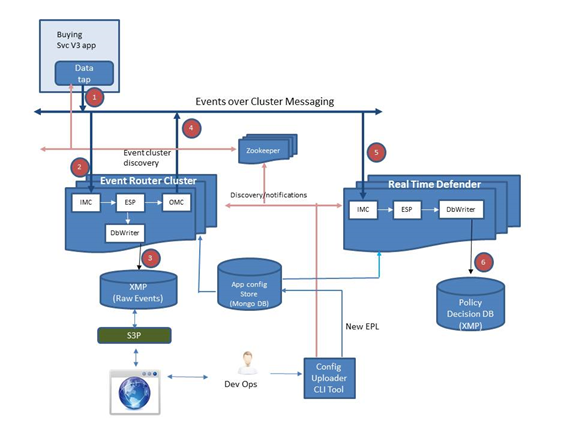 Buying
Svc V3 app
Data
tap
1
Events over Cluster Messaging
4
Event cluster
discovery
Zookeeper
2
5
Event Router Cluster
Real Time Defender
Discovery/notifications
IMC
ESP
OMC
DbWriter
IMC
ESP
DbWriter
3
6
XMP
(Raw Events)
App config
Store
(Mongo DB)
Policy
Decision DB
(XMP)
New EPL
S3P
Dev Ops
Config
Uploader
CLI Tool